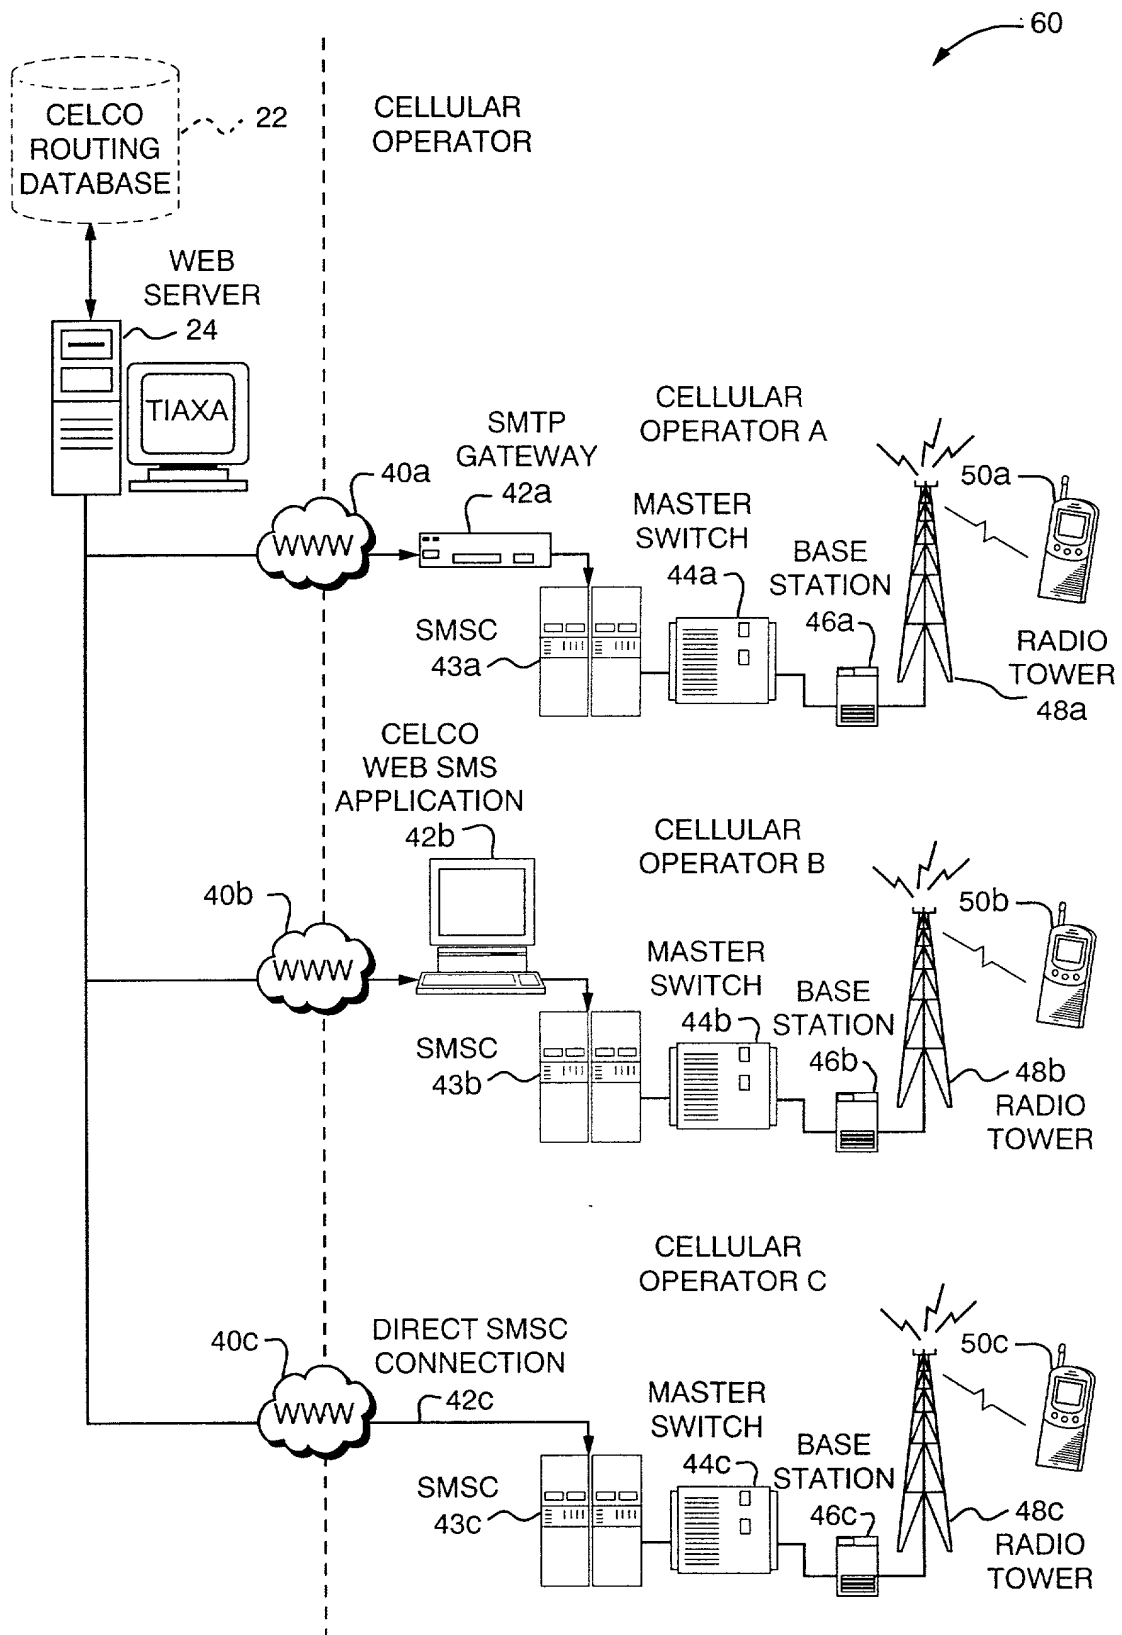 60
CELCO
ROUTING
DATABASE
22
CELLULAR
OPERATOR
WEB
SERVER
24
TIAXA
CELLULAR
OPERATOR A
SMTP
GATEWAY
42a
40a
WWW
MASTER
SWITCH
44a
BASE
STATION
46a
50a
SMSC
43a
RADIO
TOWER
48a
CELCO
WEB SMS
APPLICATION
42b
CELLULAR
OPERATOR B
40b
WWW
MASTER
SWITCH
44b
BASE
STATION
46b
50b
SMSC
43b
48b
RADIO
TOWER
CELLULAR
OPERATOR C
40c
WWW
DIRECT SMSC
CONNECTION
42c
MASTER
SWITCH
44c
BASE
STATION
46c
50c
SMSC
43c
48c
RADIO
TOWER